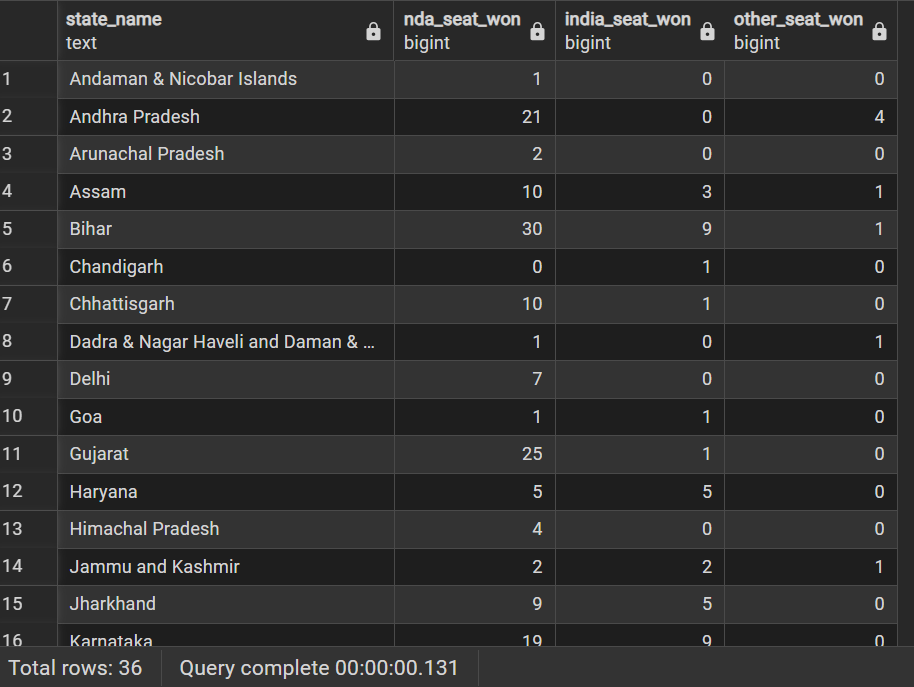 state_name nda_seat_won india_seat_won other_seat_won
text bigint bigint bigint
1 Andaman & Nicobar Islands 1 0 0
2 Andhra Pradesh 21 0 4
3 Arunachal Pradesh 2 0 0
4 Assam 10 3 1
5 Bihar 30 9 1
6 Chandigarh 0 1 0
7 Chhattisgarh 10 1 0
8 Dadra & Nagar Haveli and Daman & ... 1 0 1
9 Delhi 7 0 0
10 Goa 1 1 0
11 Gujarat 25 1 0
12 Haryana 5 5 0
13 Himachal Pradesh 4 0 0
14 Jammu and Kashmir 2 2 1
15 Jharkhand 9 5 0
16 Karnataka 19 9 0
Total rows: 36 Query complete 00:00:00.131